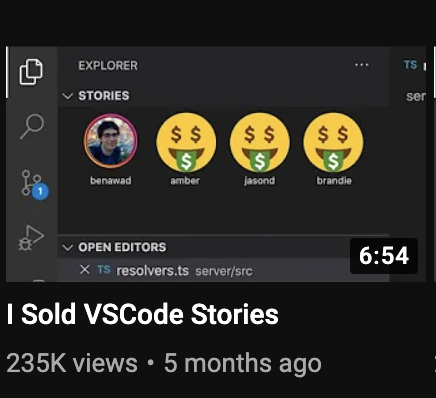 EXPLORER ...
TS
STORIES
ser
$ $ $ $ $ $
$ $ $
benawad amber jasond brandie
1
OPEN EDITORS
TS resolvers.ts server/src
6:54
I Sold VSCode Stories
235K views • 5 months ago